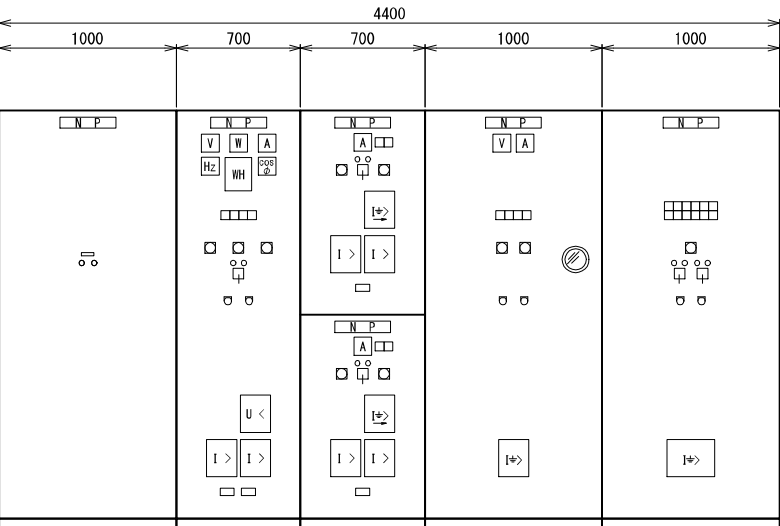 4400
1000 700 700 1000 1000
N P N P N P N P N P
V W A A V A
Hz WH COS φ
I⏚>
I > I >
N P
A
U < I⏚>
I > I > I > I > I⏚> I⏚>